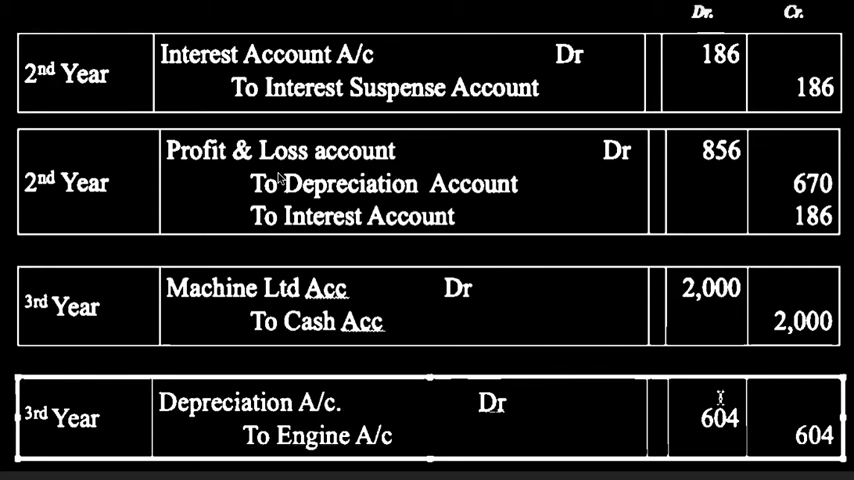 Dr. Cr.
2nd Year Interest Account A/c Dr 186
To Interest Suspense Account 186
2nd Year Profit & Loss account Dr 856
To Depreciation Account 670
To Interest Account 186
3rd Year Machine Ltd Acc Dr 2,000
To Cash Acc 2,000
3rd Year Depreciation A/c. Dr 604
To Engine A/c 604